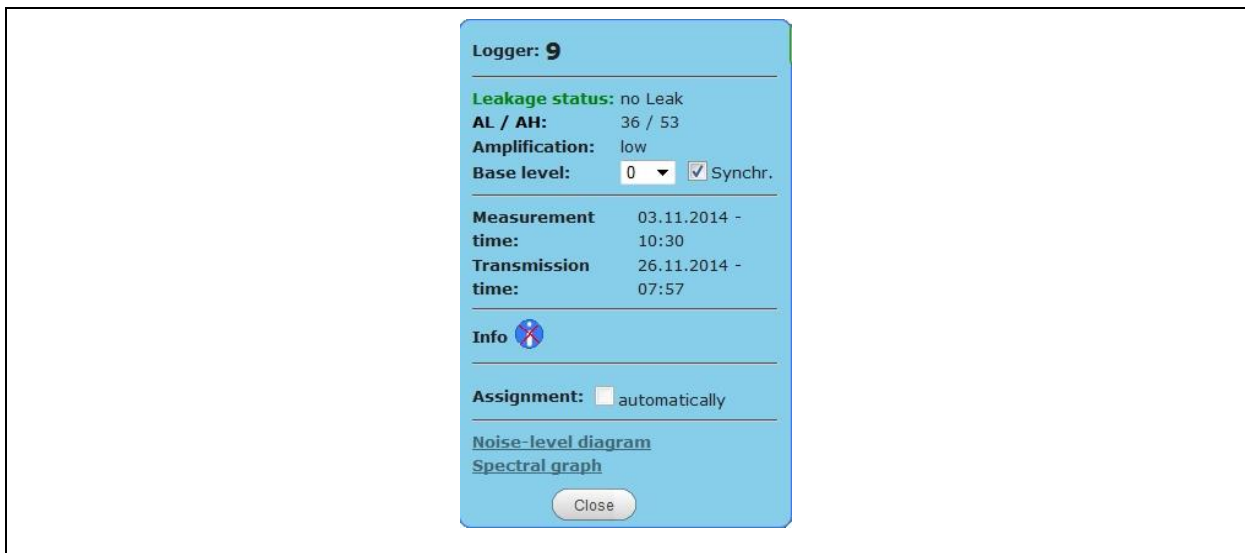 Logger: 9
Leakage status: no Leak
AL / AH: 36 / 53
Amplification: low
Base level: 0 Synchr.
Measurement 03.11.2014 -
time: 10:30
Transmission 26.11.2014 -
time: 07:57
Info
Assignment: automatically
Noise-level diagram
Spectral graph
Close